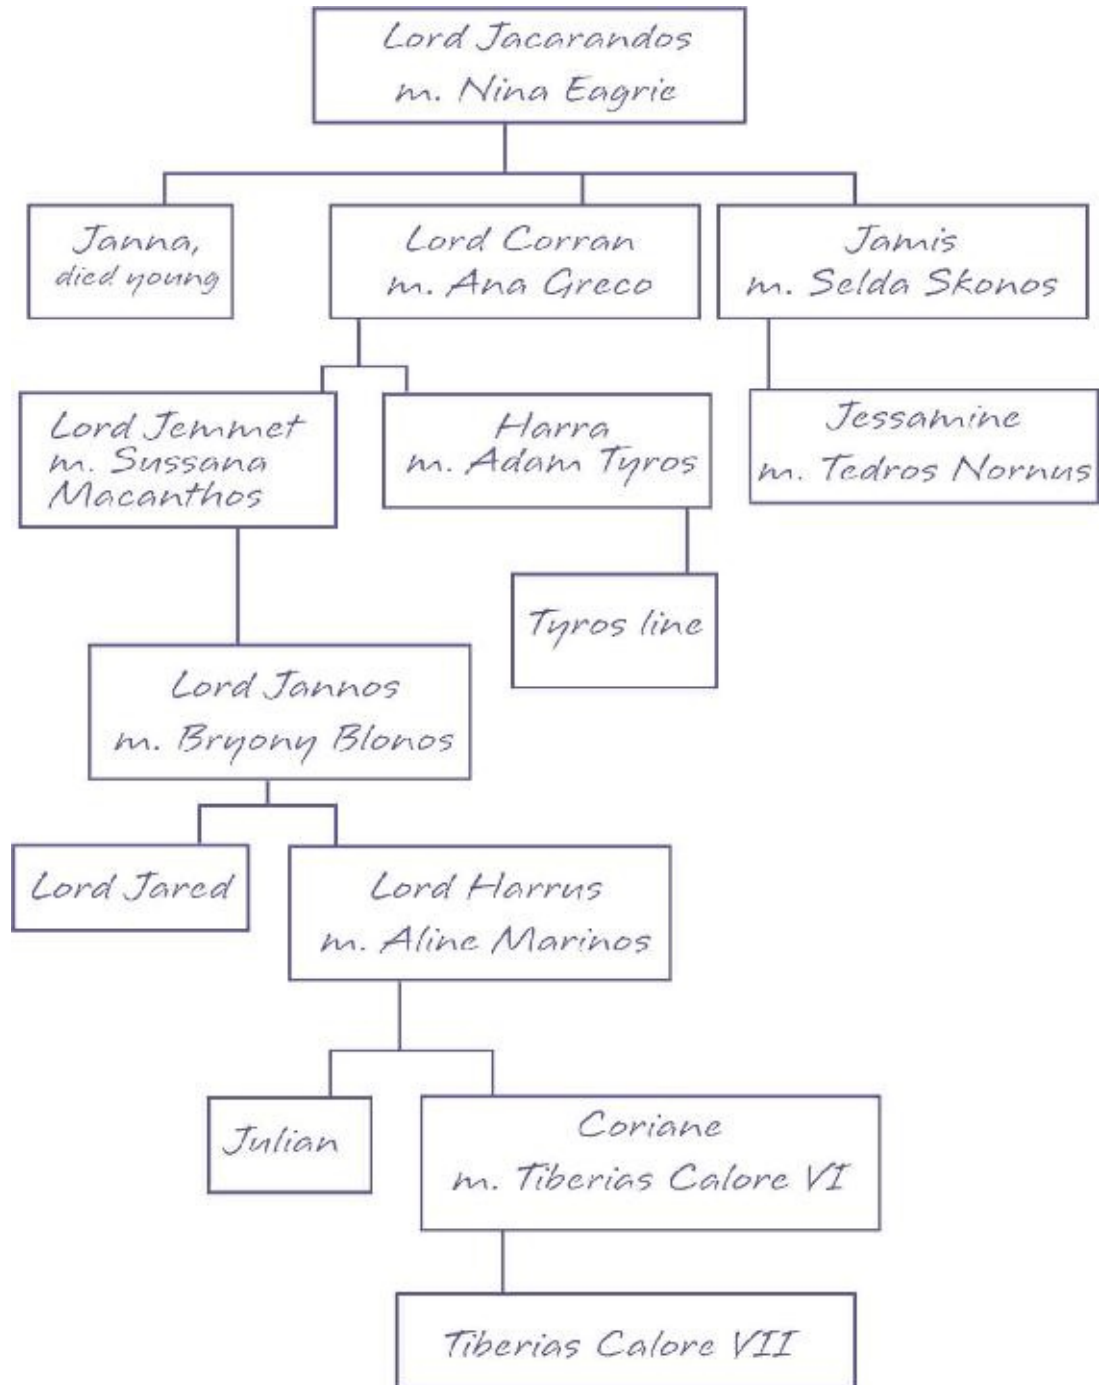 Lord Jacarandos
m. Nina Eagrie
Janna,
died young
Lord Corran
m. Ana Greco
Jamis
m. Selda Skonos
Lord Jemmet
m. Sussana
Macanthos
Harra
m. Adam Tyros
Jessamine
m. Tedros Nornus
Tyros line
Lord Jannos
m. Bryony Blonos
Lord Jared
Lord Harrus
m. Aline Marinos
Julian
Coriane
m. Tiberias Calore VI
Tiberias Calore VII